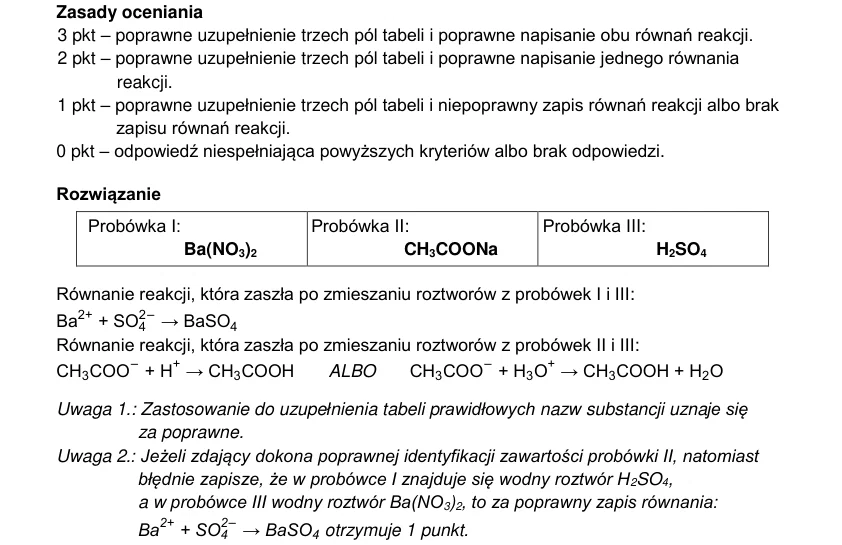 Zasady oceniania
3 pkt – poprawne uzupełnienie trzech pól tabeli i poprawne napisanie obu równań reakcji.
2 pkt – poprawne uzupełnienie trzech pól tabeli i poprawne napisanie jednego równania
reakcji.
1 pkt – poprawne uzupełnienie trzech pól tabeli i niepoprawny zapis równań reakcji albo brak
zapisu równań reakcji.
0 pkt – odpowiedź niespełniająca powyższych kryteriów albo brak odpowiedzi.
Rozwiązanie
Probówka I: Probówka II: Probówka III:
Ba(NO₃)₂ CH₃COONa H₂SO₄
Równanie reakcji, która zaszła po zmieszaniu roztworów z probówek I i III:
Ba²⁺ + SO₄²⁻ → BaSO₄
Równanie reakcji, która zaszła po zmieszaniu roztworów z probówek II i III:
CH₃COO⁻ + H⁺ → CH₃COOH ALBO CH₃COO⁻ + H₃O⁺ → CH₃COOH + H₂O
Uwaga 1.: Zastosowanie do uzupełnienia tabeli prawidłowych nazw substancji uznaje się
za poprawne.
Uwaga 2.: Jeżeli zdający dokona poprawnej identyfikacji zawartości probówki II, natomiast
błędnie zapisze, że w probówce I znajduje się wodny roztwór H₂SO₄,
a w probówce III wodny roztwór Ba(NO₃)₂, to za poprawny zapis równania:
Ba²⁺ + SO₄²⁻ → BaSO₄ otrzymuje 1 punkt.